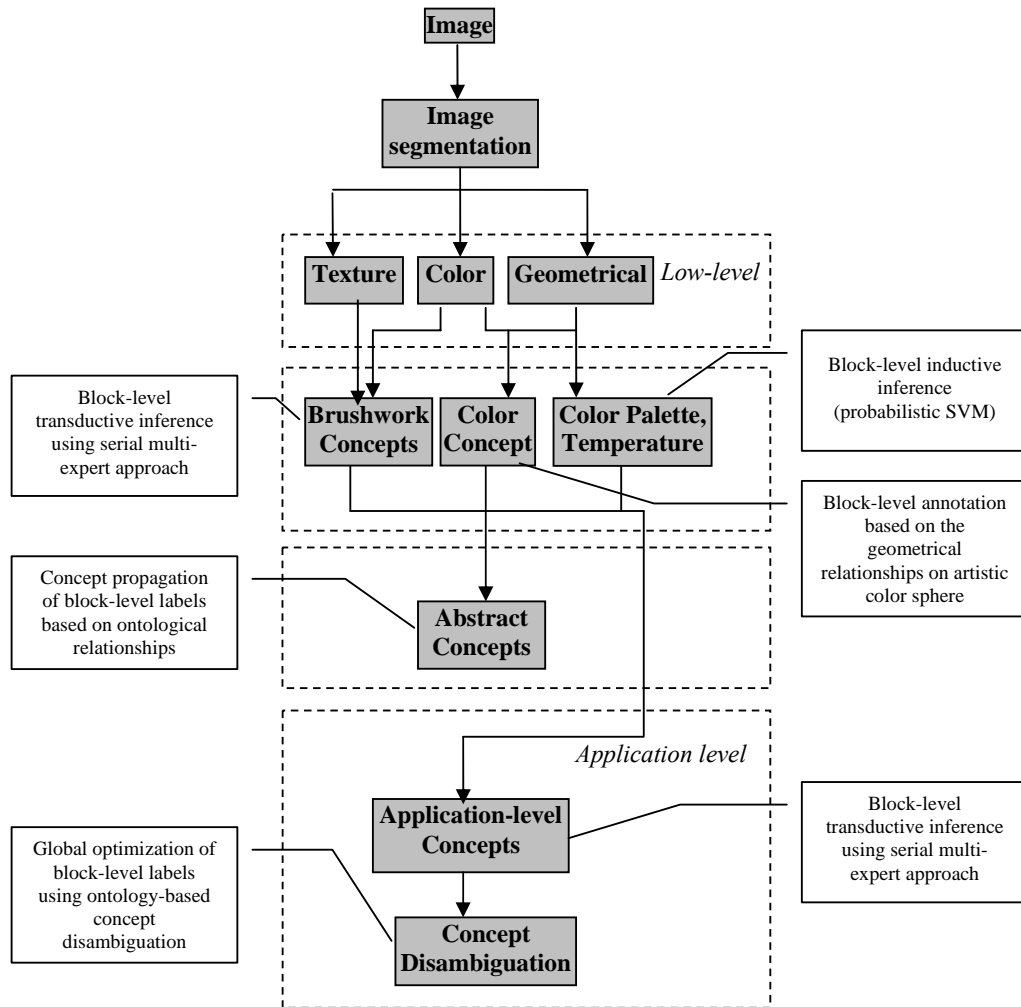 Image
Image
segmentation
Texture
Color
Geometrical
Low-level
Block-level
transductive inference
using serial multi-
expert approach
Brushwork
Concepts
Color
Concept
Color Palette,
Temperature
Block-level inductive
inference
(probabilistic SVM)
Block-level annotation
based on the
geometrical
relationships on artistic
color sphere
Concept propagation
of block-level labels
based on ontological
relationships
Abstract
Concepts
Application level
Application-level
Concepts
Block-level
transductive inference
using serial multi-
expert approach
Global optimization of
block-level labels
using ontology-based
concept
disambiguation
Concept
Disambiguation